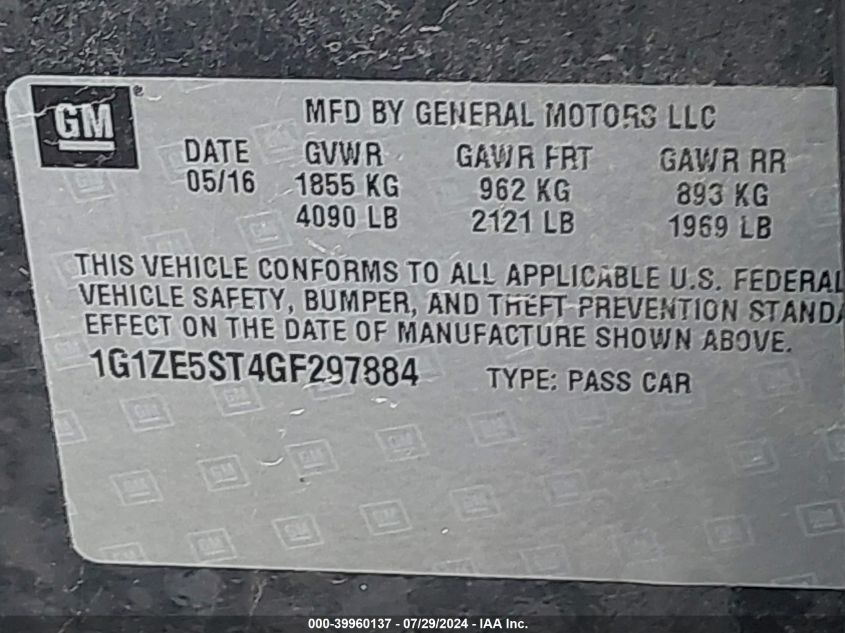 GM®
MFD BY GENERAL MOTORS LLC
DATE GVWR GAWR FRT GAWR RR
05/16 1855 KG 962 KG 893 KG
4090 LB 2121 LB 1969 LB
THIS VEHICLE CONFORMS TO ALL APPLICABLE U.S. FEDERAL
VEHICLE SAFETY, BUMPER, AND THEFT PREVENTION STANDA
EFFECT ON THE DATE OF MANUFACTURE SHOWN ABOVE.
1G1ZE5ST4GF297884 TYPE: PASS CAR
000-39960137 - 07/29/2024 - IAA Inc.